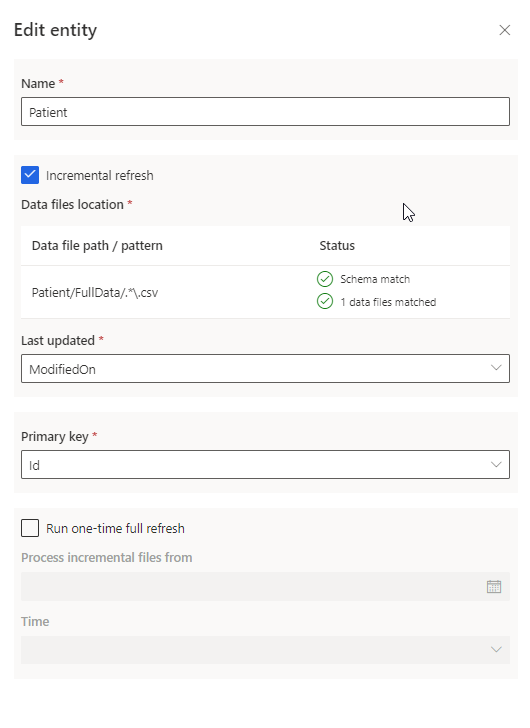 Edit entity
Name *
Patient
Incremental refresh
Data files location *
Data file path / pattern Status
Patient/FullData/.*\.csv
Schema match
1 data files matched
Last updated *
ModifiedOn
Primary key *
Id
Run one-time full refresh
Process incremental files from
Time